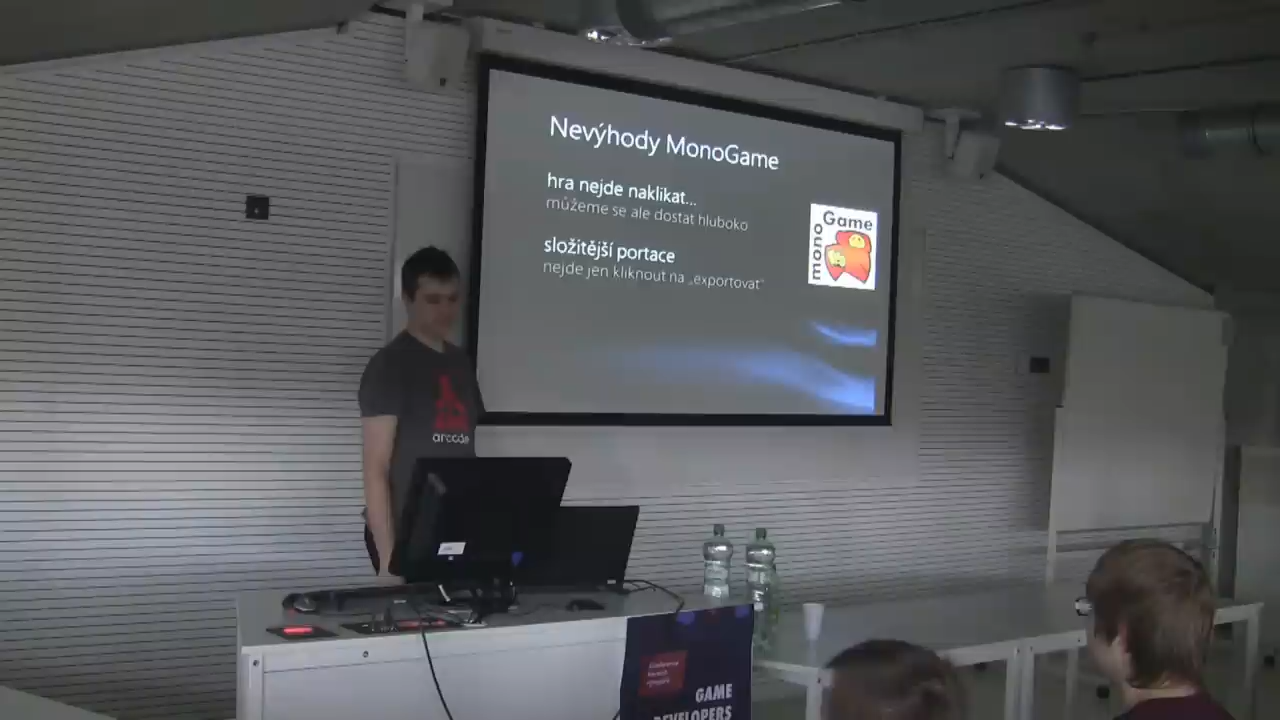 Nevýhody MonoGame
hra nejde naklikat...
můžeme se ale dostat hluboko
složitější portace
nejde jen kliknout na „exportovat“
Game
mono
arcade
GAME
DEVELOPERS